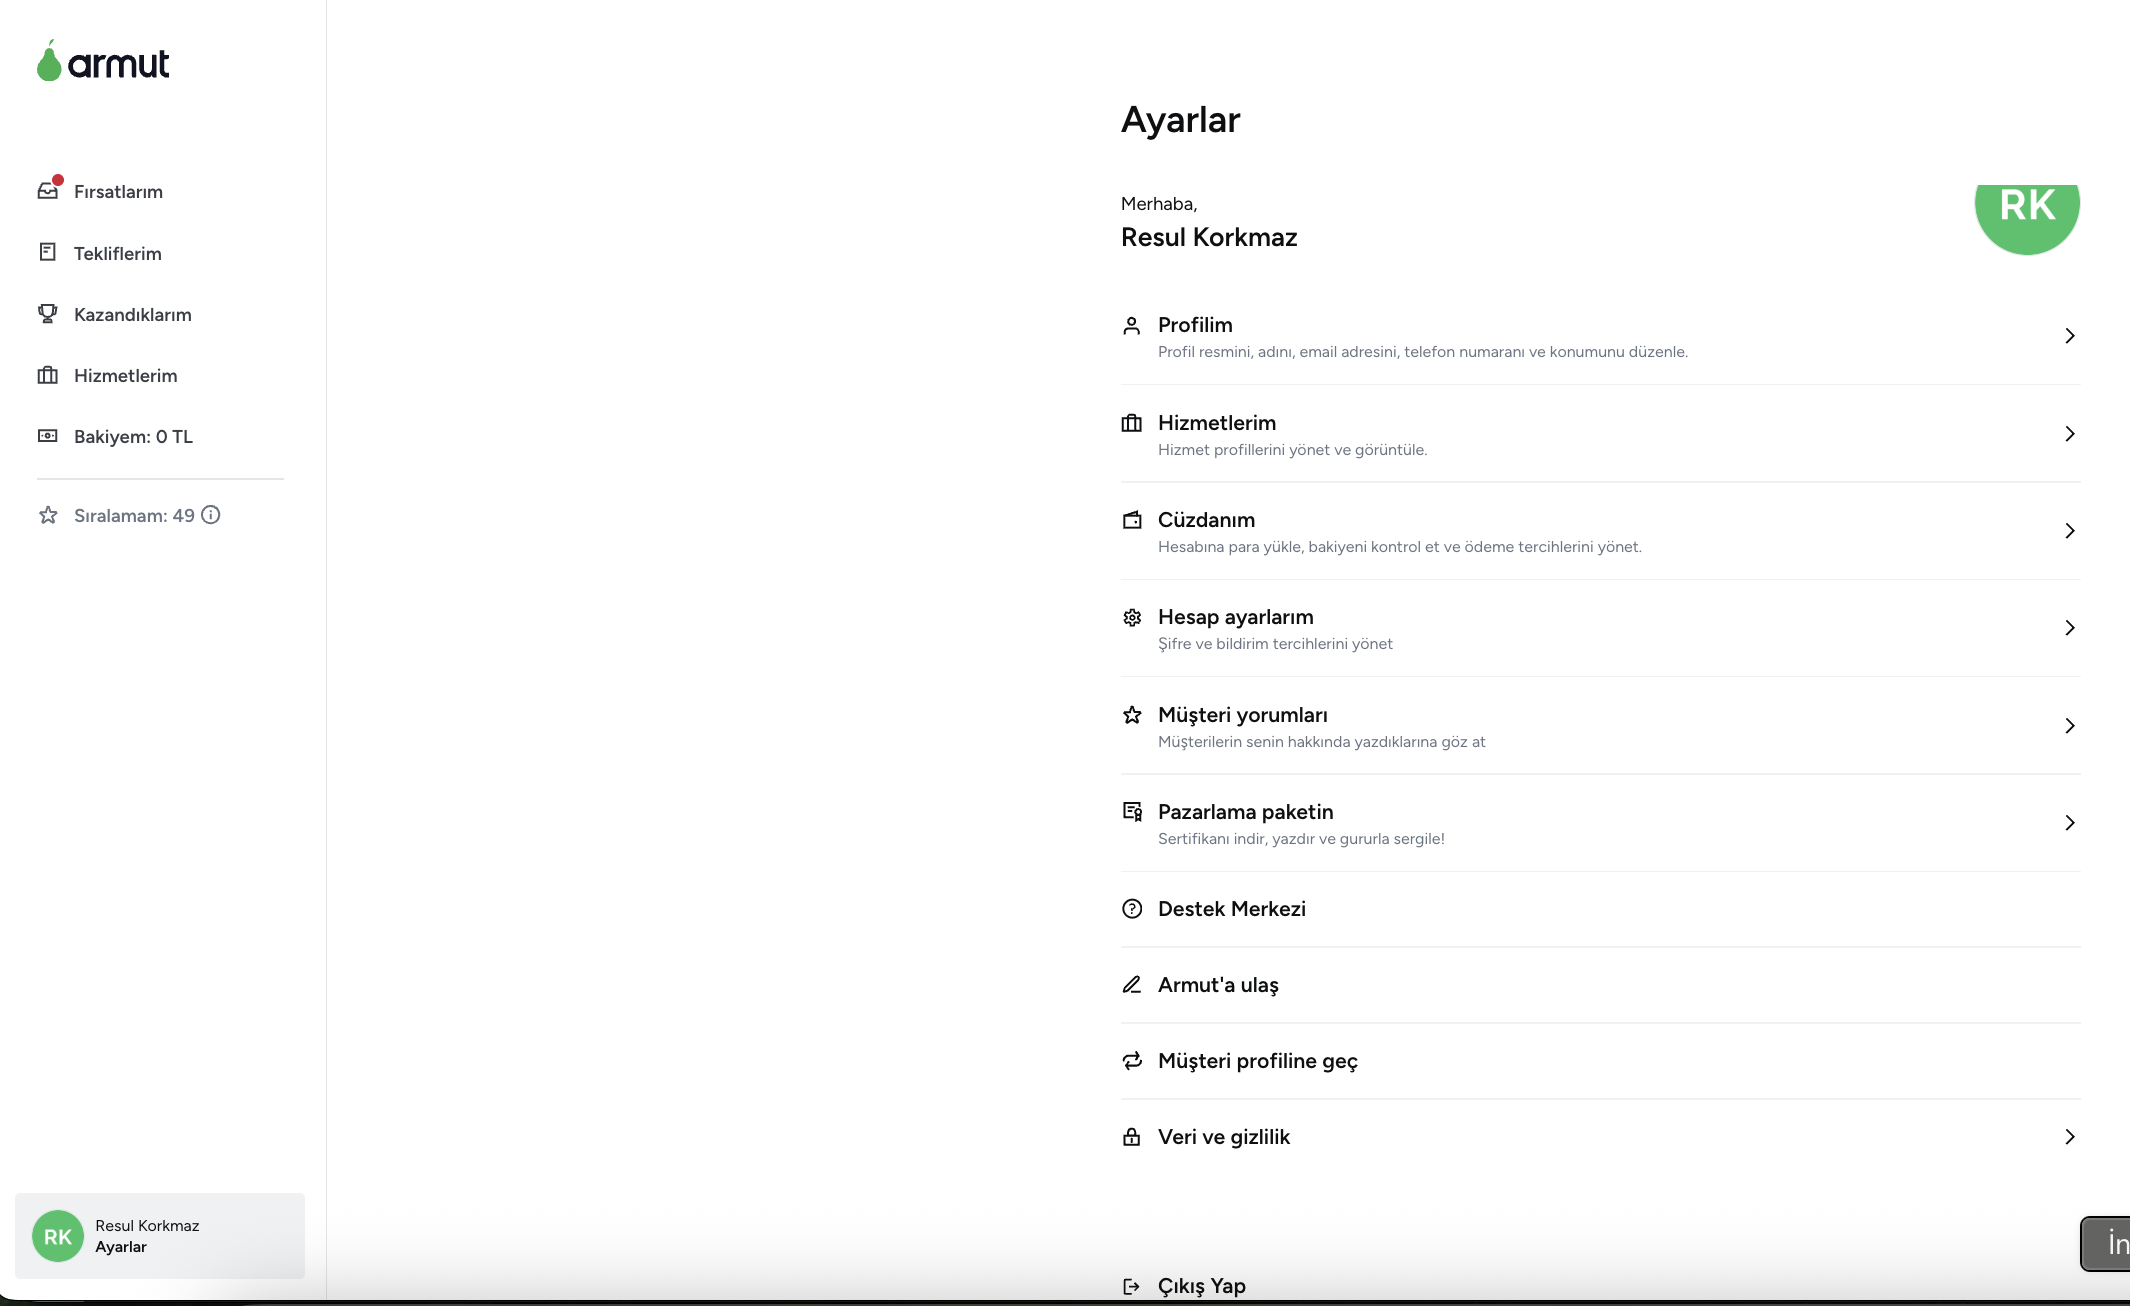 armut
Fırsatlarım
Tekliflerim
Kazandıklarım
Hizmetlerim
Bakiyem: 0 TL
Sıralamam: 49
Resul Korkmaz
Ayarlar
RK
Ayarlar
Merhaba,
Resul Korkmaz
RK
Profilim
Profil resmini, adını, email adresini, telefon numaranı ve konumunu düzenle.
Hizmetlerim
Hizmet profillerini yönet ve görüntüle.
Cüzdanım
Hesabına para yükle, bakiyeni kontrol et ve ödeme tercihlerini yönet.
Hesap ayarlarım
Şifre ve bildirim tercihlerini yönet
Müşteri yorumları
Müşterilerin senin hakkında yazdıklarına göz at
Pazarlama paketin
Sertifikanı indir, yazdır ve gururla sergile!
Destek Merkezi
Armut'a ulaş
Müşteri profiline geç
Veri ve gizlilik
Çıkış Yap